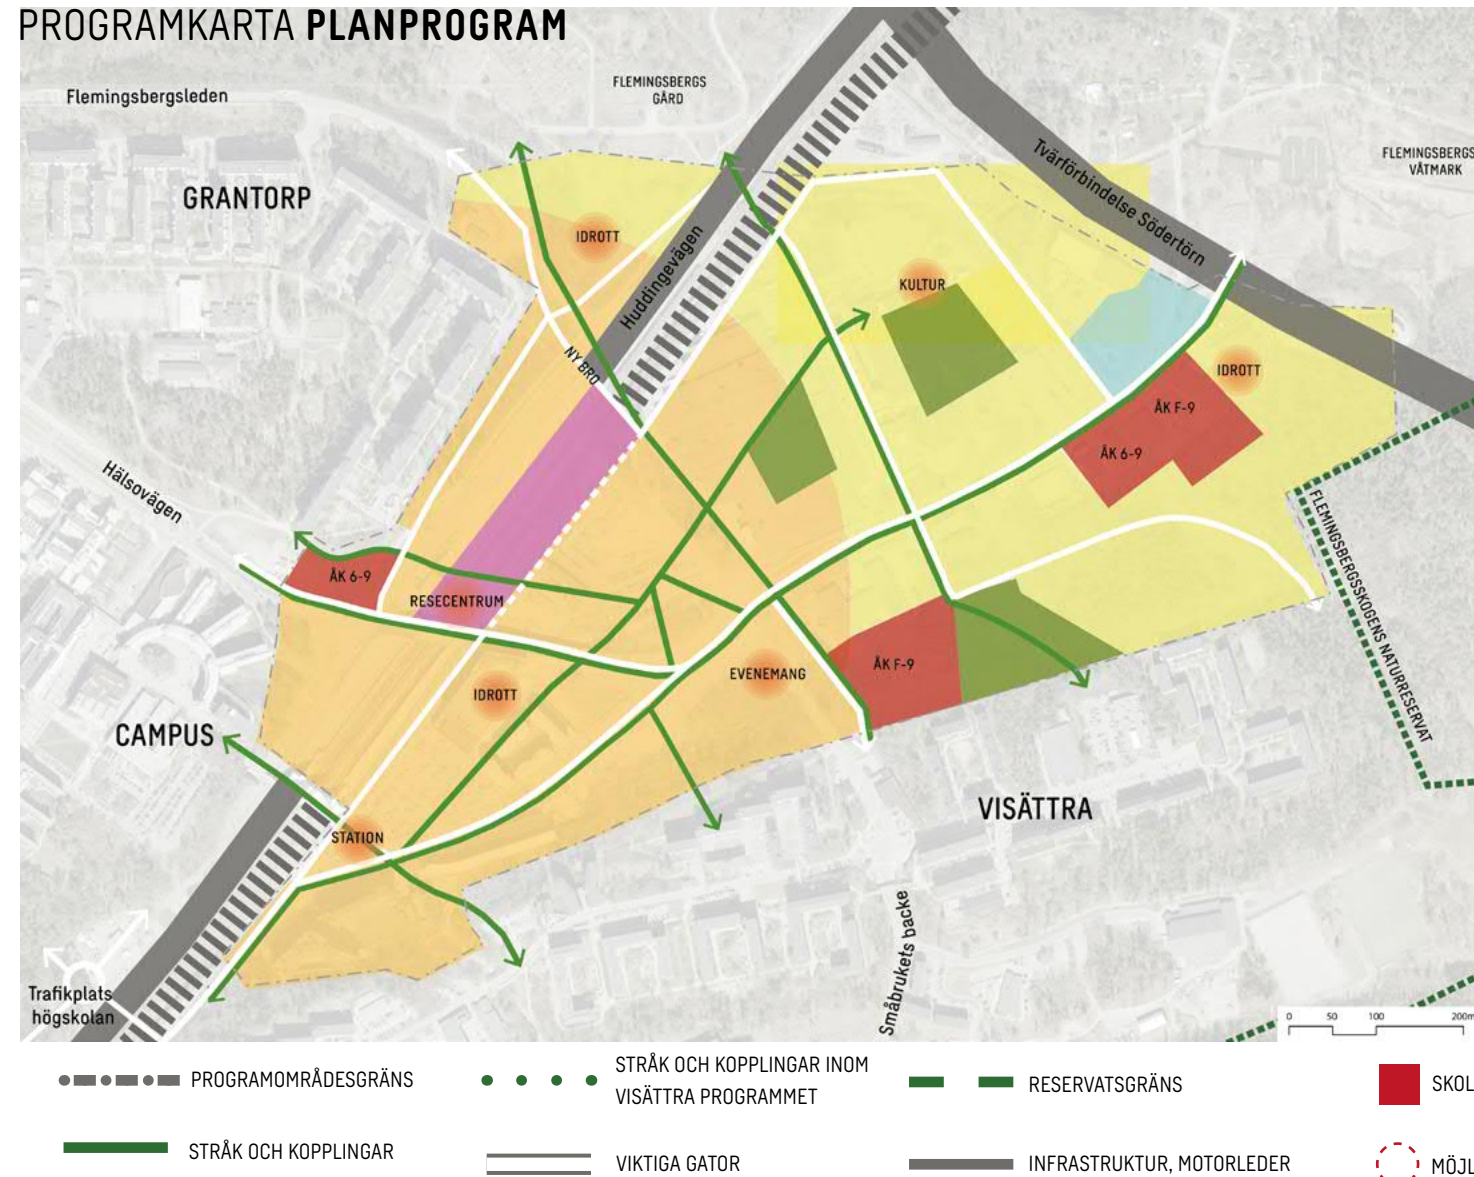 PROGRAMKARTA PLANPROGRAM
Flemingsbergsleden
FLEMINGSBERGS
GÅRD
GRANTORP
FLEMINGSBERGS
VÅTMARK
Tvärförbindelse Södertörn
IDROTT
Huddingevägen
KULTUR
NY BRO
IDROTT
ÅK F-9
ÅK 6-9
Hälsovägen
FLEMINGSBERGSSKOGENS NATURRESERVAT
ÅK 6-9
RESECENTRUM
EVENEMANG
ÅK F-9
IDROTT
CAMPUS
VISÄTTRA
STATION
Småbrukets backe
Trafikplats
högskolan
0 50 100 200m
PROGRAMOMRÅDESGRÄNS
STRÅK OCH KOPPLINGAR INOM
VISÄTTRA PROGRAMMET
RESERVATSGRÄNS
SKOL
STRÅK OCH KOPPLINGAR
VIKTIGA GATOR
INFRASTRUKTUR, MOTORLEDER
MÖJL